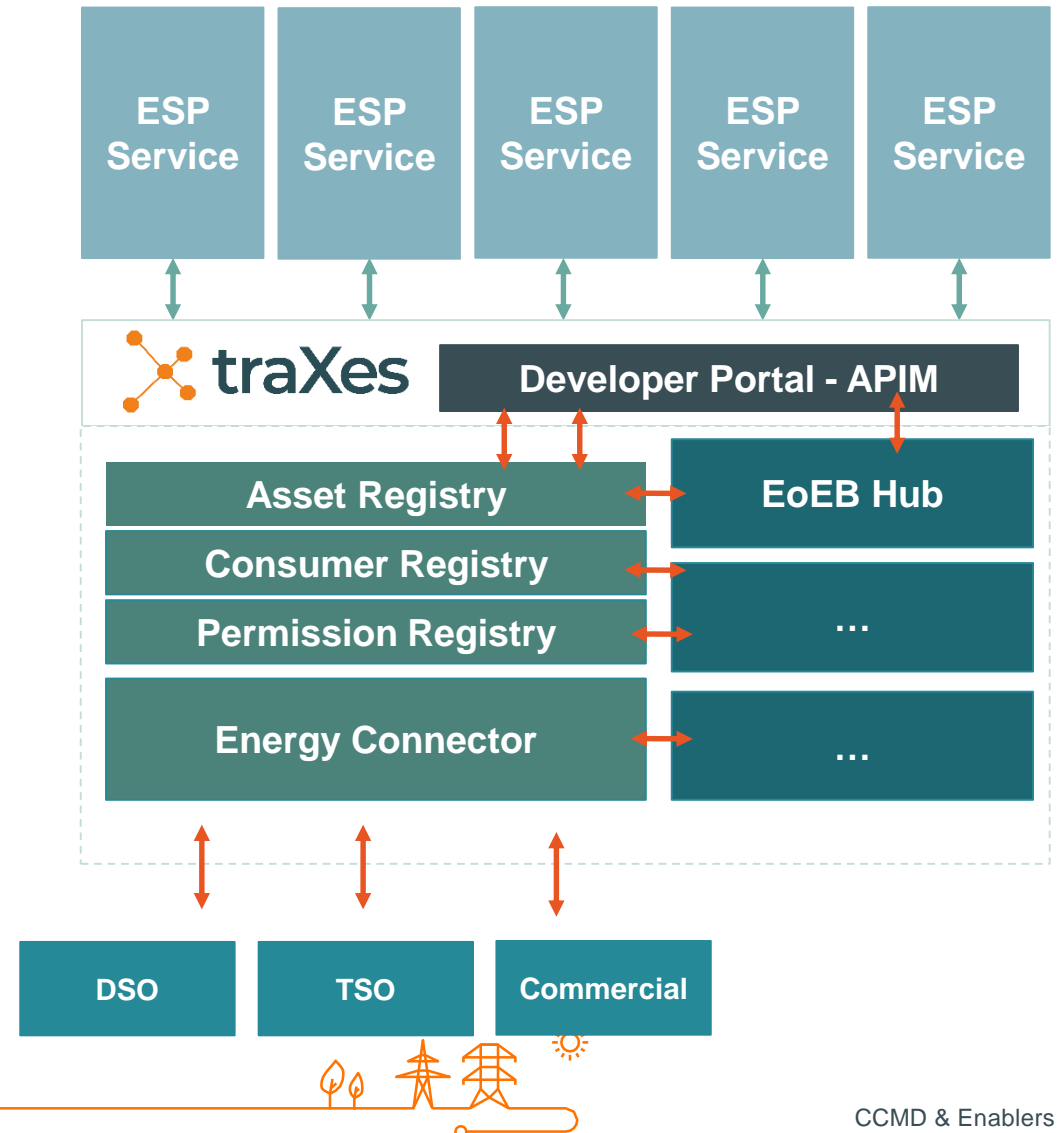 ESP
Service
ESP
Service
ESP
Service
ESP
Service
ESP
Service
traXes
Developer Portal - APIM
Asset Registry
EoEB Hub
Consumer Registry
Permission Registry
...
Energy Connector
...
DSO
TSO
Commercial
CCMD & Enablers